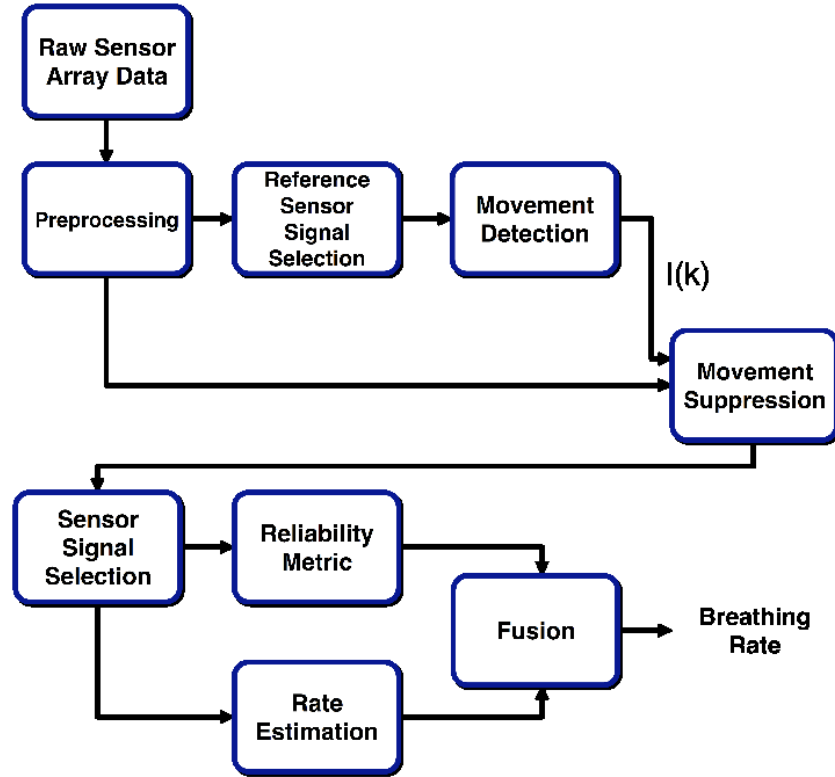 Raw Sensor
Array Data
Preprocessing
Reference
Sensor
Signal
Selection
Movement
Detection
I(k)
Movement
Suppression
Sensor
Signal
Selection
Reliability
Metric
Fusion
Breathing
Rate
Rate
Estimation